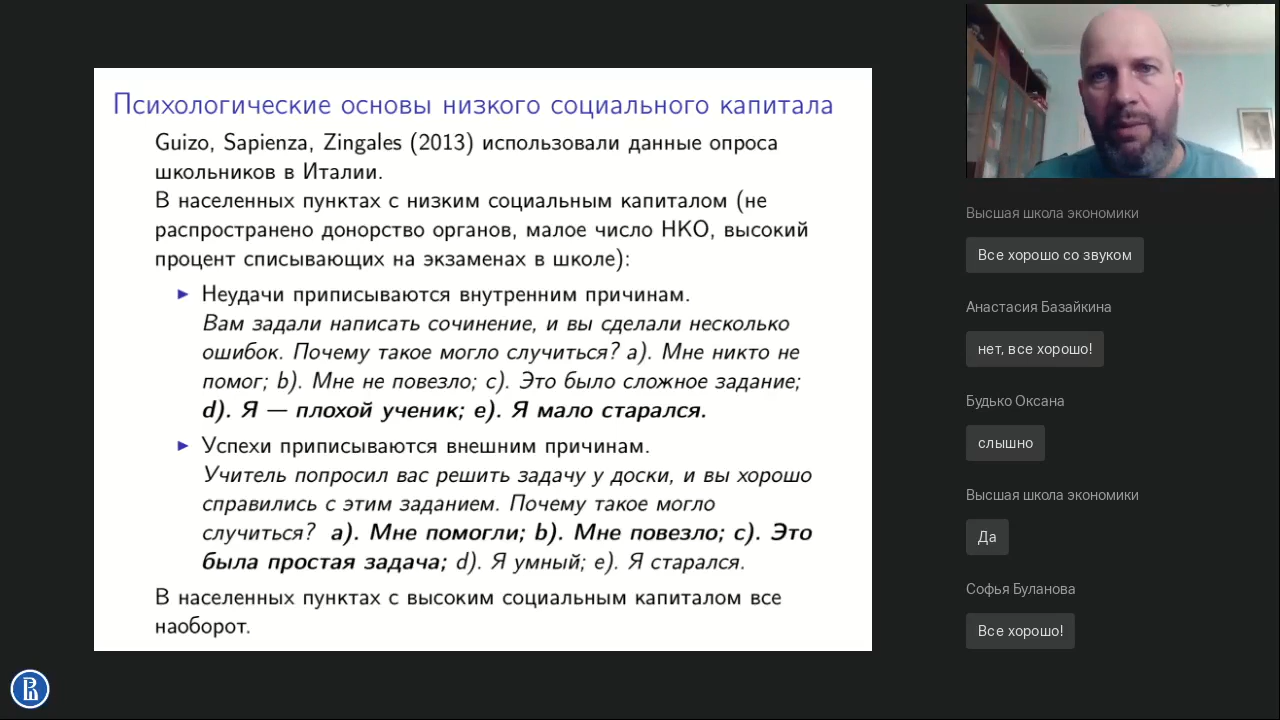 Психологические основы низкого социального капитала
Guizo, Sapienza, Zingales (2013) использовали данные опроса
школьников в Италии.
В населенных пунктах с низким социальным капиталом (не
распространено донорство органов, малое число НКО, высокий
процент списывающих на экзаменах в школе):
▶ Неудачи приписываются внутренним причинам.
Вам задали написать сочинение, и вы сделали несколько
ошибок. Почему такое могло случиться? a). Мне никто не
помог; b). Мне не повезло; c). Это было сложное задание;
d). Я — плохой ученик; e). Я мало старался.
▶ Успехи приписываются внешним причинам.
Учитель попросил вас решить задачу у доски, и вы хорошо
справились с этим заданием. Почему такое могло
случиться? a). Мне помогли; b). Мне повезло; c). Это
была простая задача; d). Я умный; e). Я старался.
В населенных пунктах с высоким социальным капиталом все
наоборот.
Высшая школа экономики
Все хорошо со звуком
Анастасия Базайкина
нет, все хорошо!
Будько Оксана
слышно
Высшая школа экономики
Да
Софья Буланова
Все хорошо!